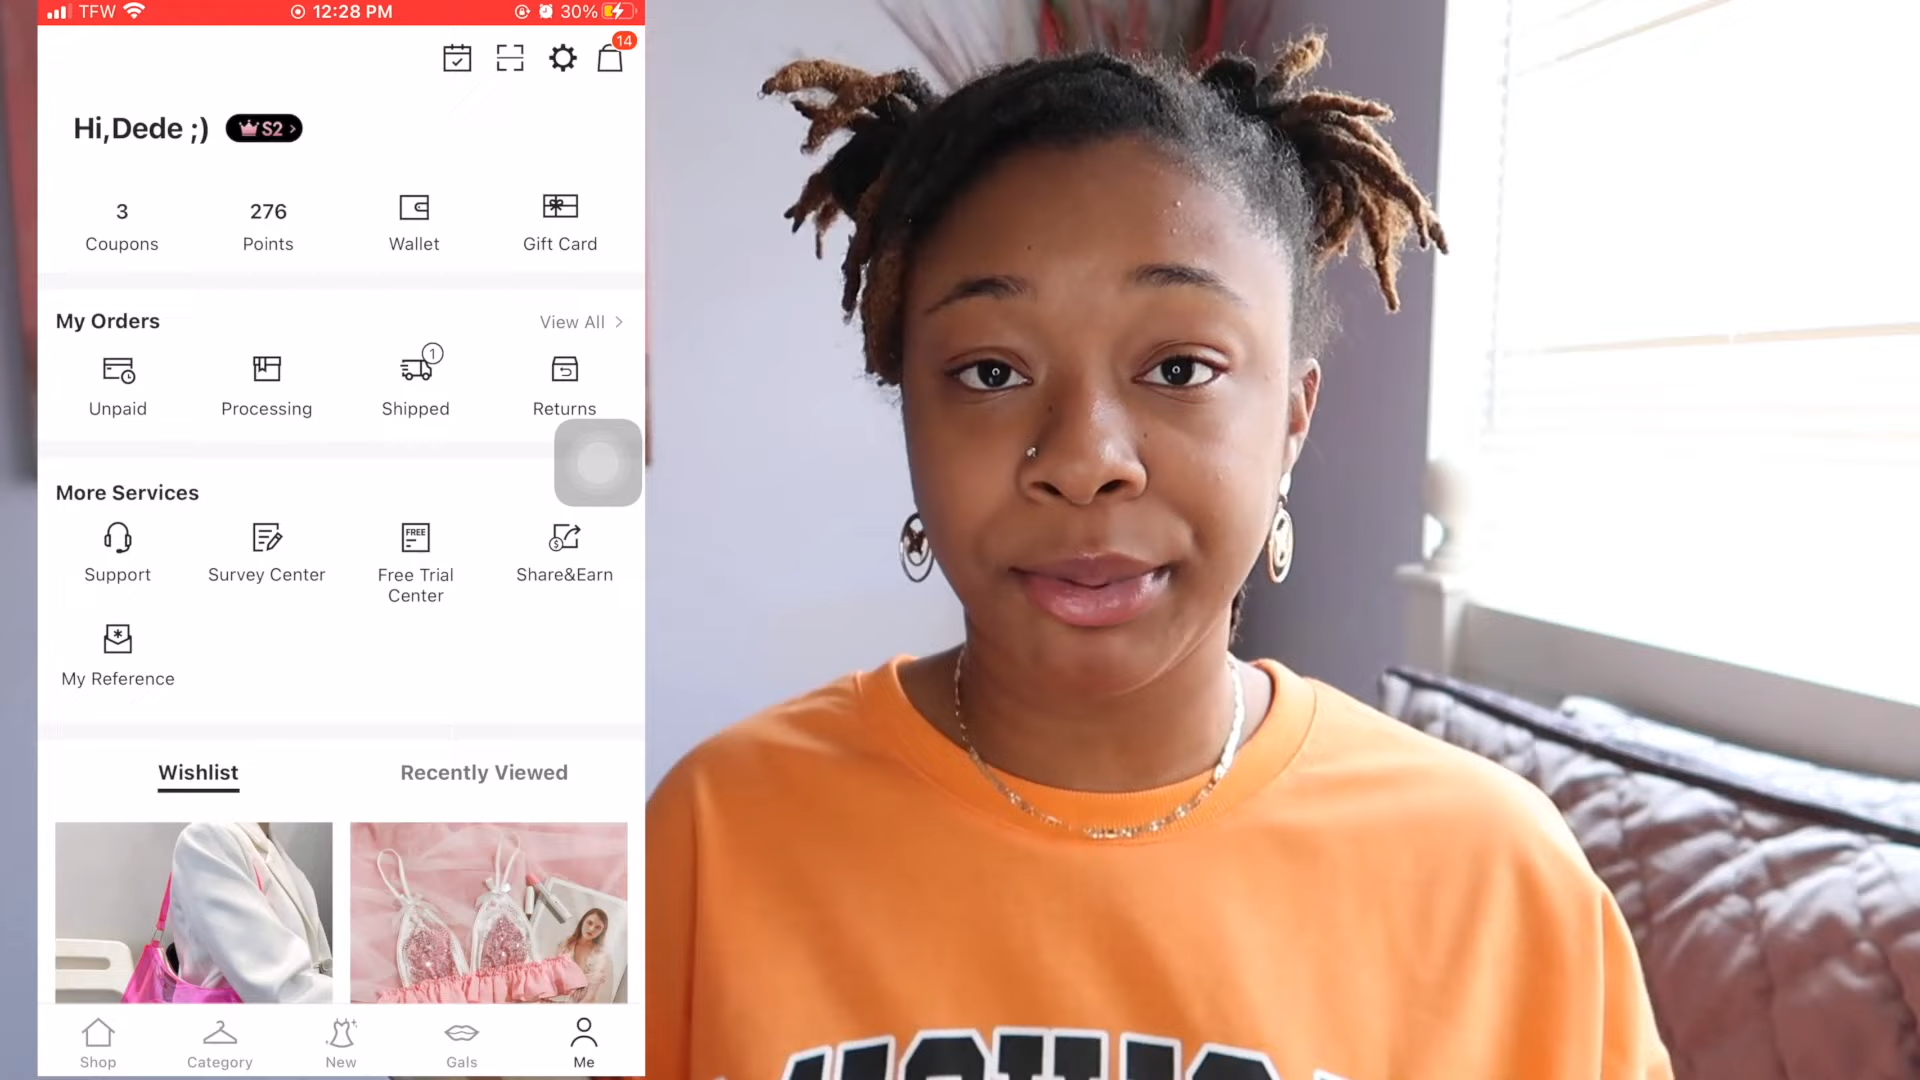 TFW 12:28 PM 30%
14
Hi,Dede ;) S2 >
3 276
Coupons Points Wallet Gift Card
My Orders View All >
1
Unpaid Processing Shipped Returns
More Services
FREE
$
Support Survey Center Free Trial Center Share&Earn
My Reference
Wishlist Recently Viewed
Shop Category New Gals Me